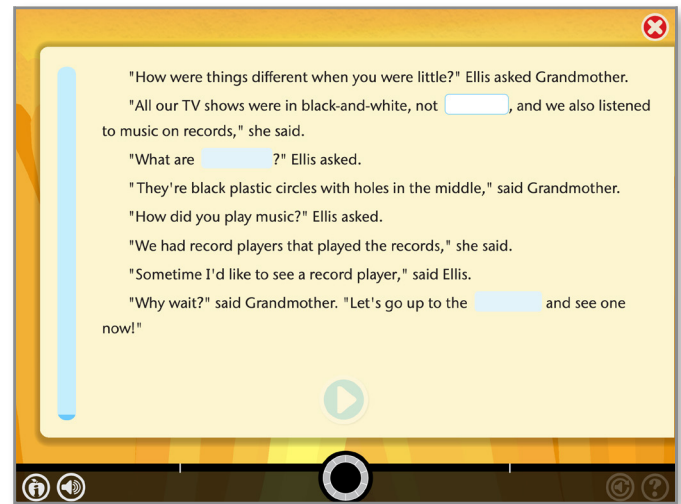 "How were things different when you were little?" Ellis asked Grandmother.
"All our TV shows were in black-and-white, not , and we also listened
to music on records," she said.
"What are ?" Ellis asked.
"They're black plastic circles with holes in the middle," said Grandmother.
"How did you play music?" Ellis asked.
"We had record players that played the records," she said.
"Sometime I'd like to see a record player," said Ellis.
"Why wait?" said Grandmother. "Let's go up to the and see one
now!"